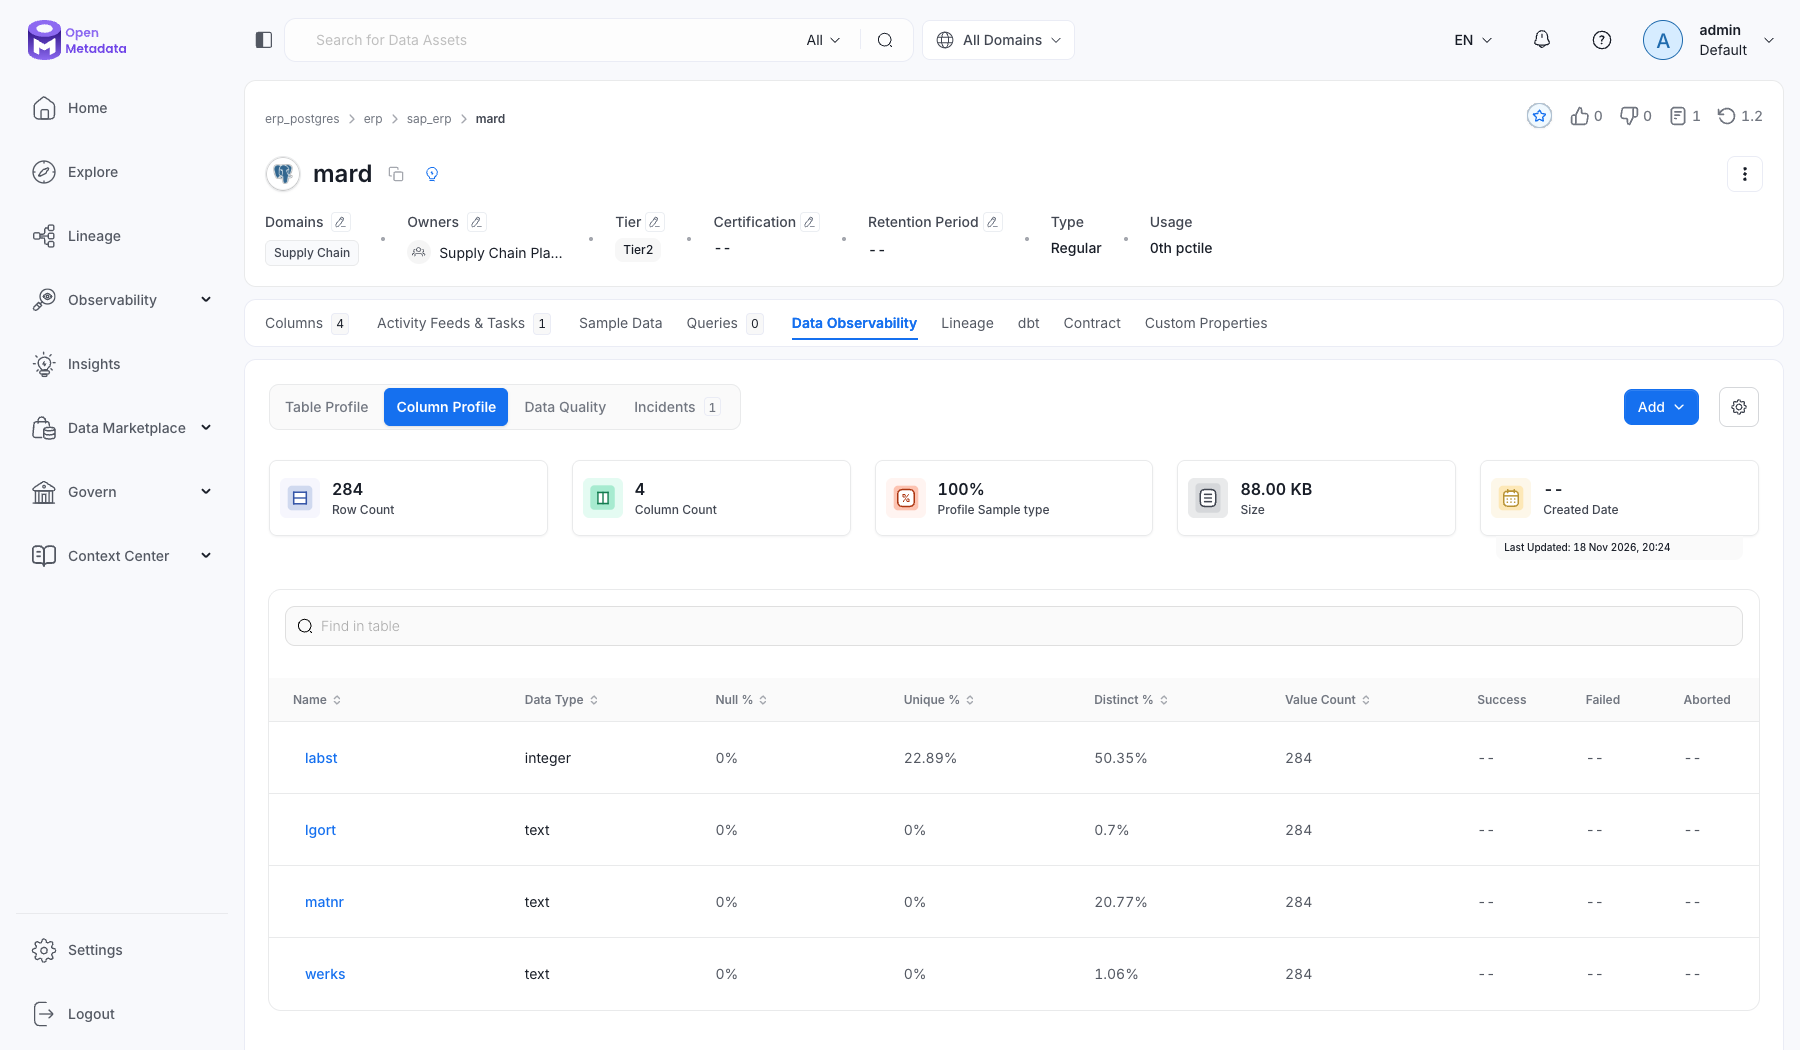 Open
Metadata
Search for Data Assets
All
All Domains
EN
A
admin
Default
Home
Explore
Lineage
Observability
Insights
Data Marketplace
Govern
Context Center
Settings
Logout
erp_postgres > erp > sap_erp > mard
0 0 1 1.2
mard
Domains
Supply Chain
Owners
Supply Chain Pla...
Tier
Tier2
Certification
--
Retention Period
--
Type
Regular
Usage
0th pctile
Columns 4 Activity Feeds & Tasks 1 Sample Data Queries 0 Data Observability Lineage dbt Contract Custom Properties
Table Profile Column Profile Data Quality Incidents 1
Add
284
Row Count
4
Column Count
100%
Profile Sample type
88.00 KB
Size
--
Created Date
Last Updated: 18 Nov 2026, 20:24
Find in table
Name Data Type Null % Unique % Distinct % Value Count Success Failed Aborted
labst integer 0% 22.89% 50.35% 284 -- -- --
lgort text 0% 0% 0.7% 284 -- -- --
matnr text 0% 0% 20.77% 284 -- -- --
werks text 0% 0% 1.06% 284 -- -- --